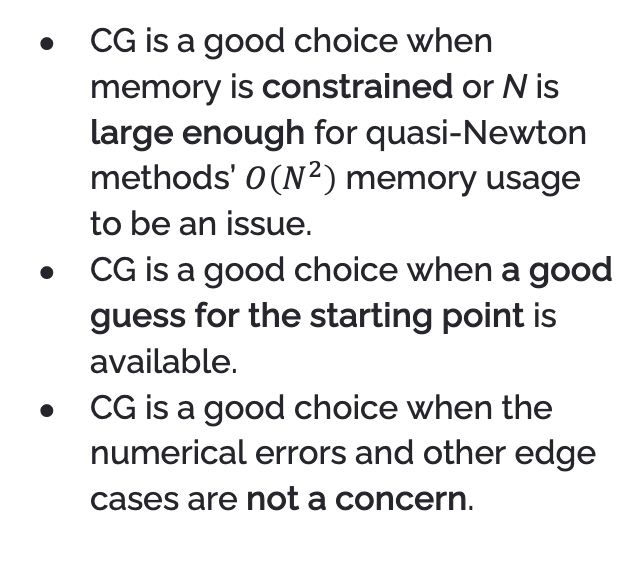 • CG is a good choice when
memory is constrained or N is
large enough for quasi-Newton
methods' O(N²) memory usage
to be an issue.
• CG is a good choice when a good
guess for the starting point is
available.
• CG is a good choice when the
numerical errors and other edge
cases are not a concern.